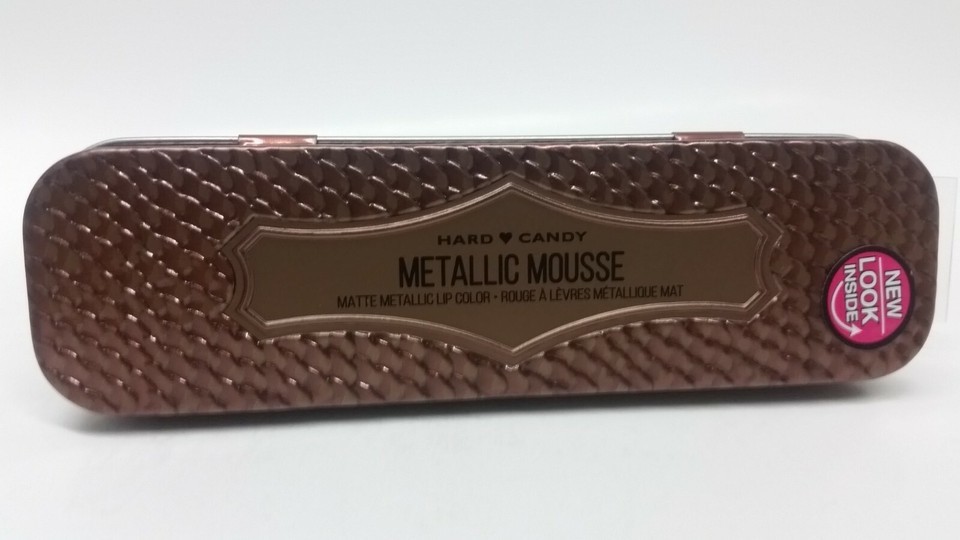 HARD ♥ CANDY
METALLIC MOUSSE
MATTE METALLIC LIP COLOR • ROUGE À LÈVRES MÉTALLIQUE MAT
NEW
LOOK
INSIDE